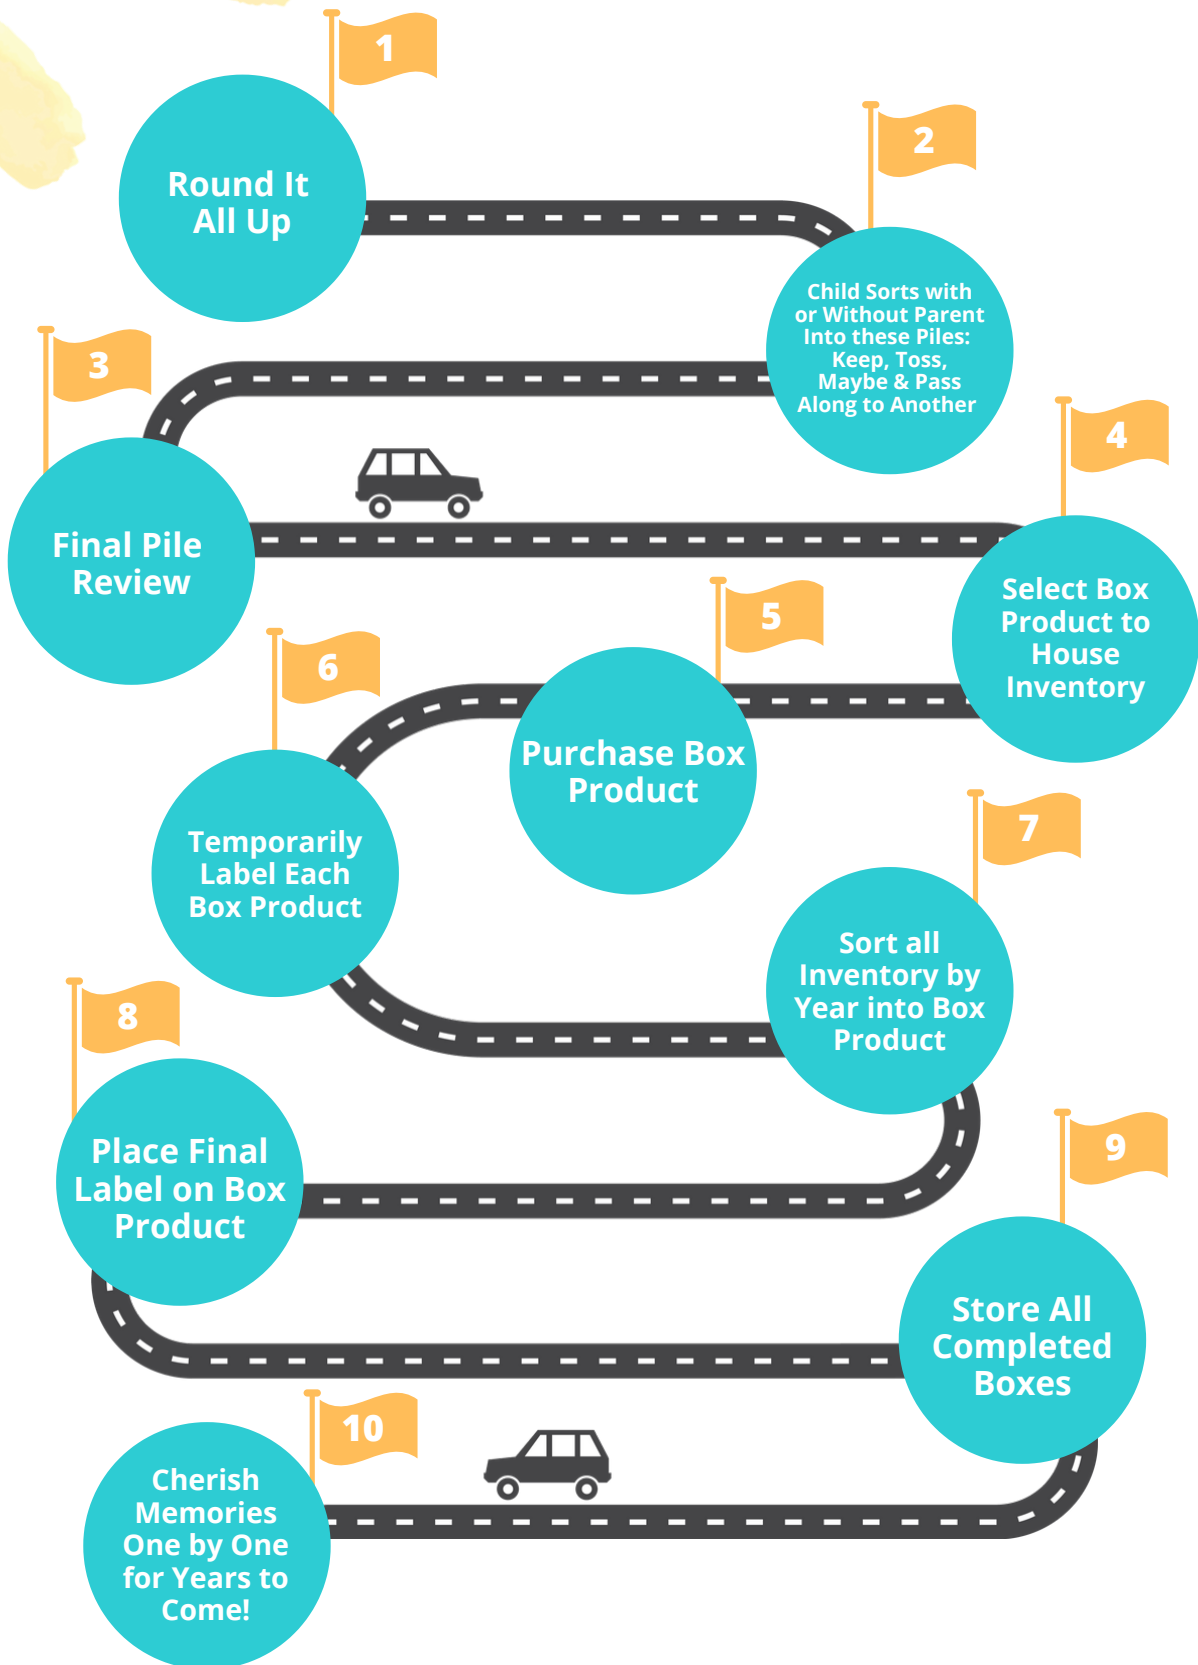 1
Round It
All Up
2
Child Sorts with
or Without Parent
Into these Piles:
Keep, Toss,
Maybe & Pass
Along to Another
3
Final Pile
Review
4
Select Box
Product to
House
Inventory
5
Purchase Box
Product
6
Temporarily
Label Each
Box Product
7
Sort all
Inventory by
Year into Box
Product
8
Place Final
Label on Box
Product
9
Store All
Completed
Boxes
10
Cherish
Memories
One by One
for Years to
Come!